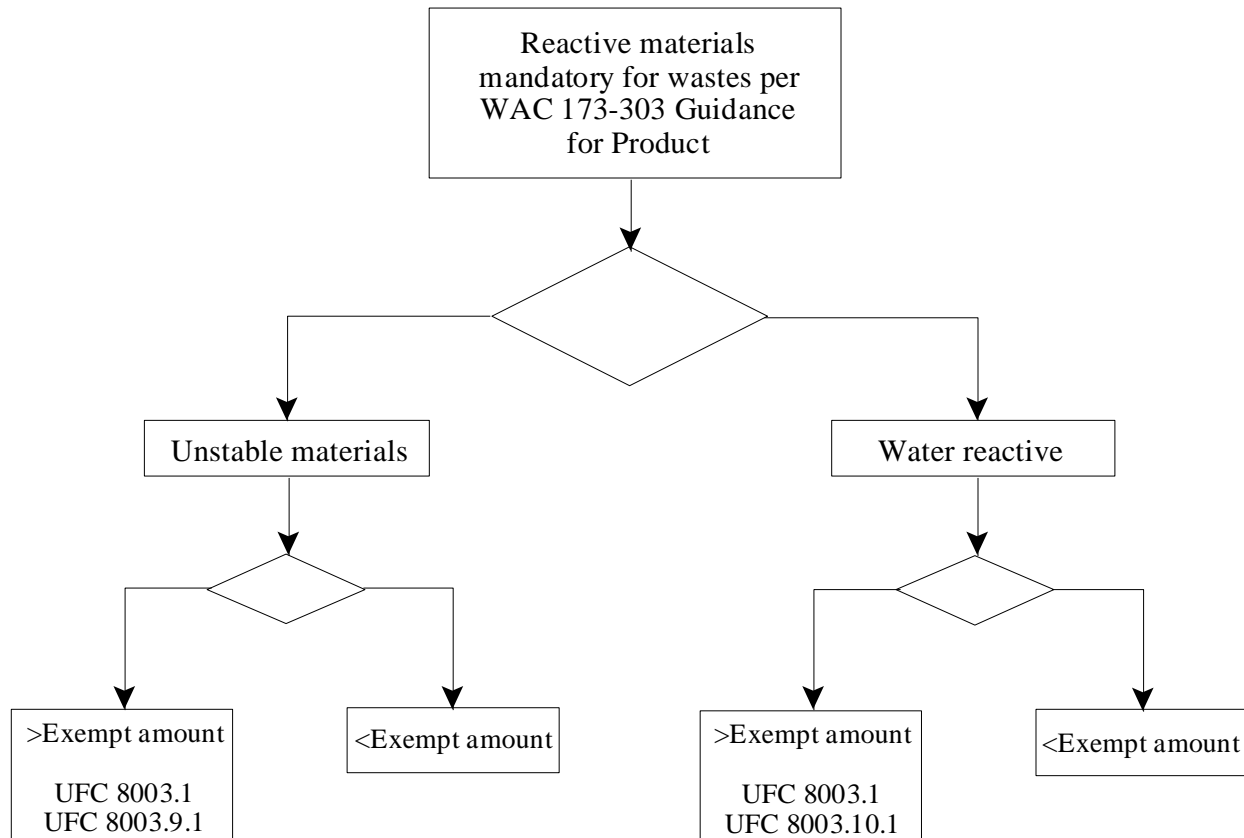 Reactive materials
mandatory for wastes per
WAC 173-303 Guidance
for Product
Unstable materials
Water reactive
>Exempt amount
UFC 8003.1
UFC 8003.9.1
<Exempt amount
>Exempt amount
UFC 8003.1
UFC 8003.10.1
<Exempt amount